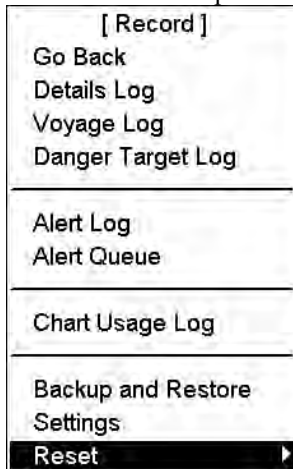 [ Record ]
Go Back
Details Log
Voyage Log
Danger Target Log
Alert Log
Alert Queue
Chart Usage Log
Backup and Restore
Settings
Reset